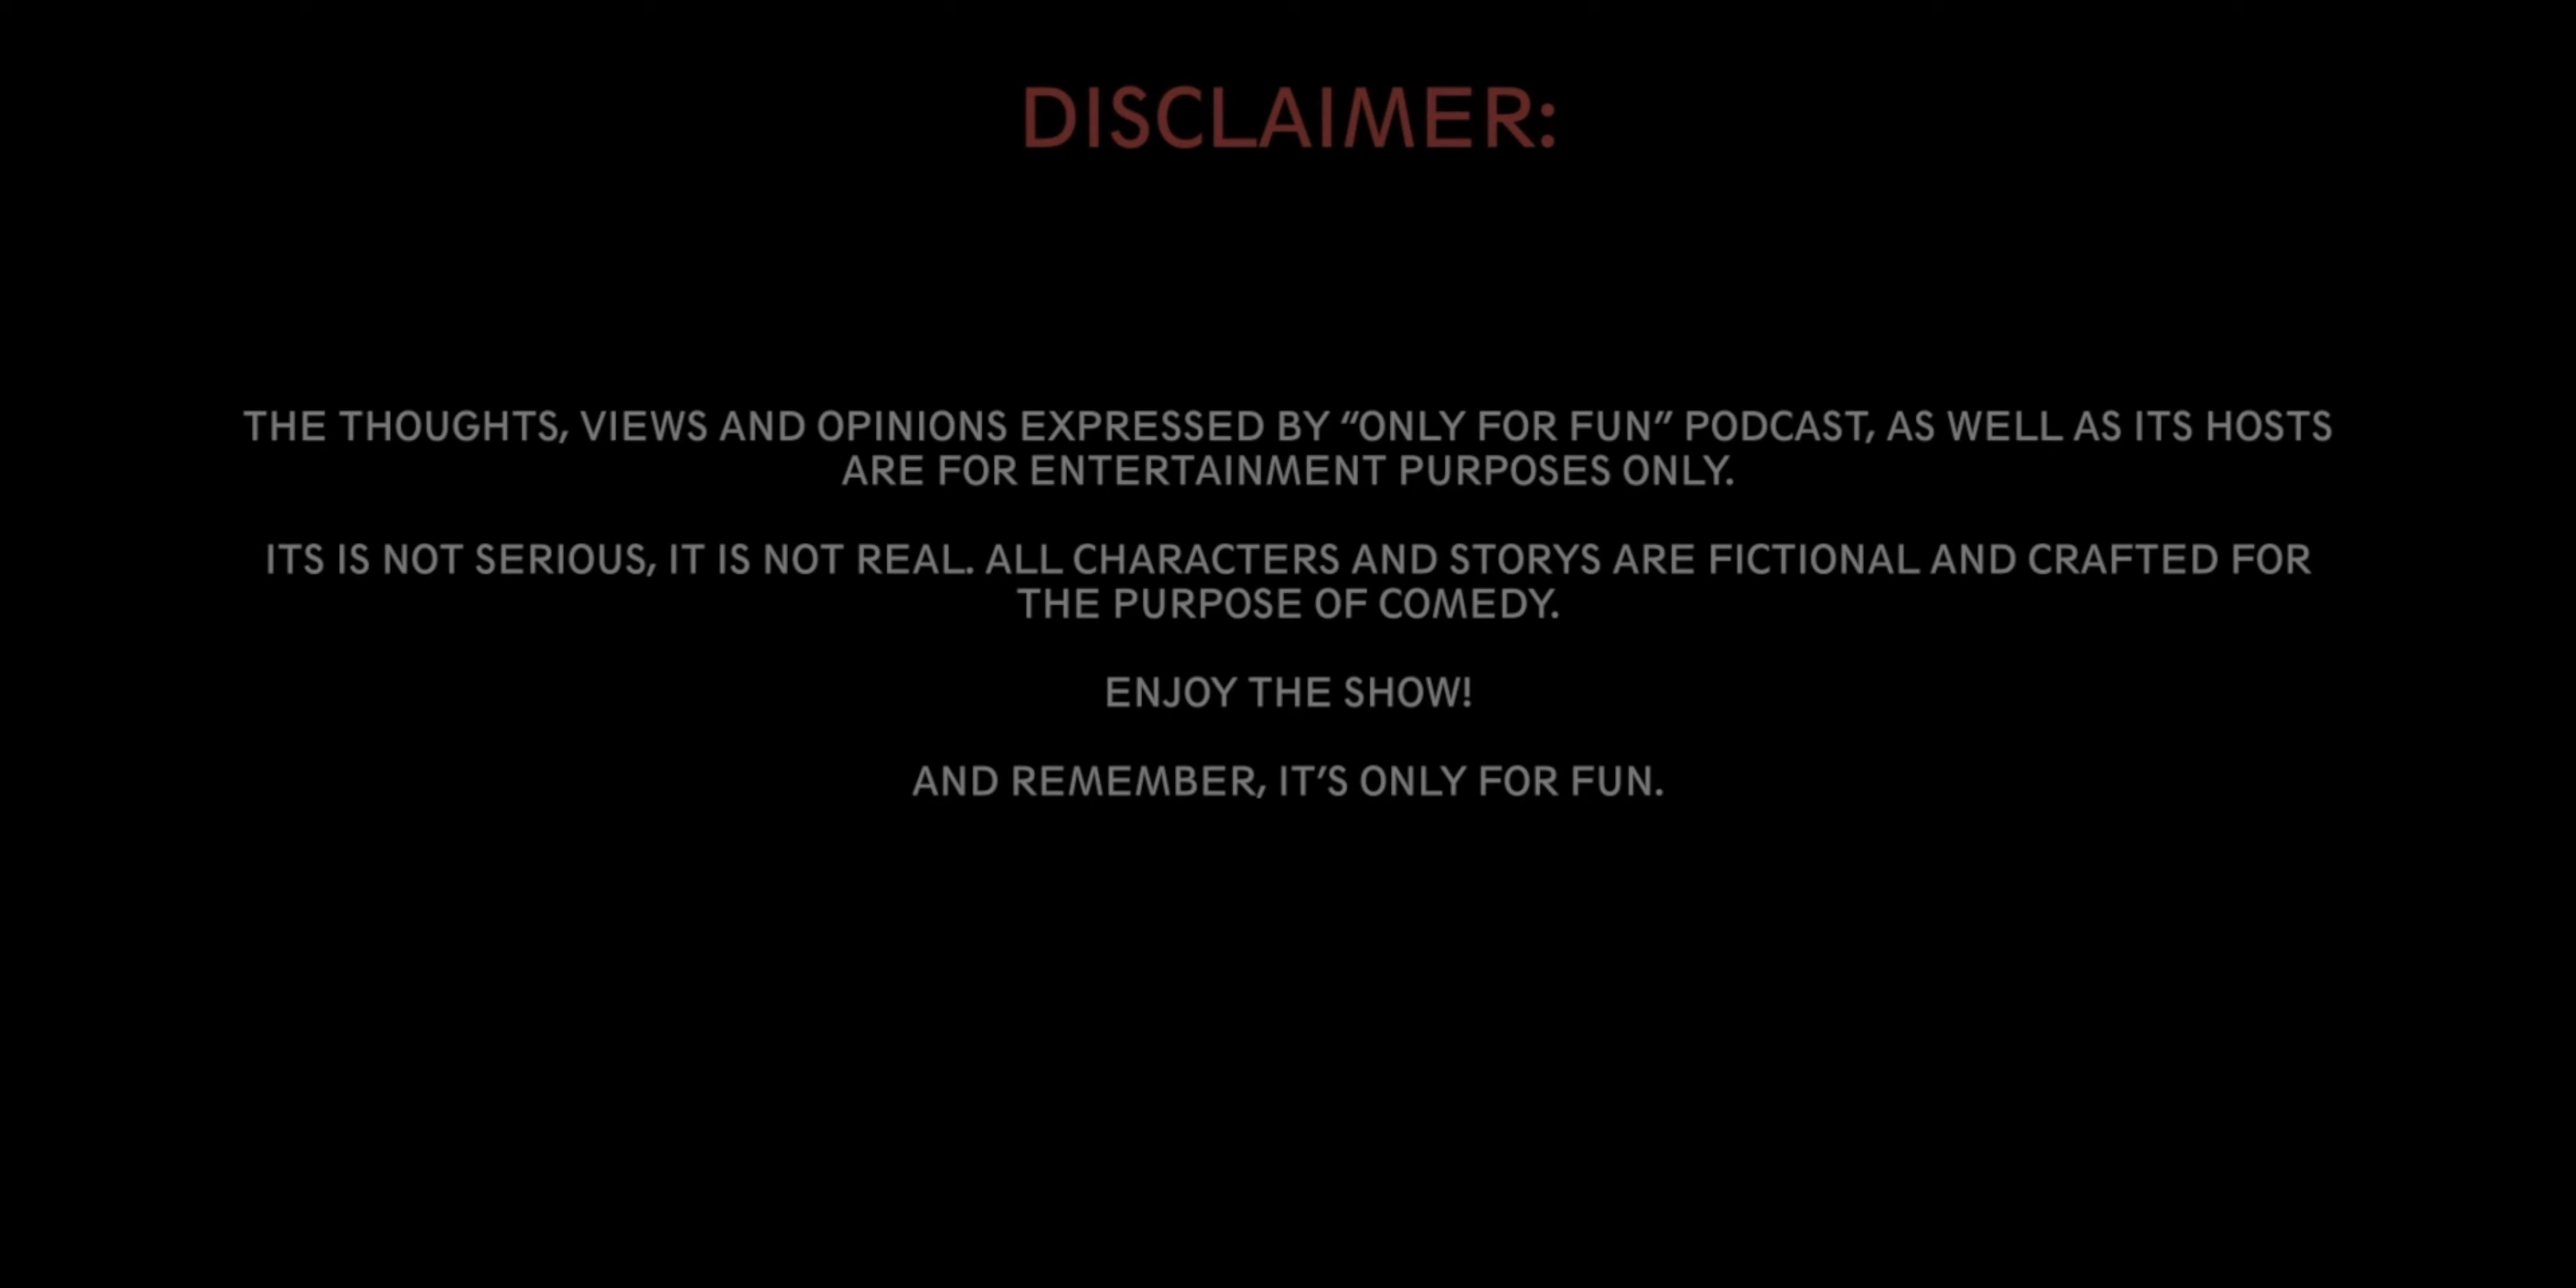 DISCLAIMER:
THE THOUGHTS, VIEWS AND OPINIONS EXPRESSED BY “ONLY FOR FUN” PODCAST, AS WELL AS ITS HOSTS
ARE FOR ENTERTAINMENT PURPOSES ONLY.
ITS IS NOT SERIOUS, IT IS NOT REAL. ALL CHARACTERS AND STORYS ARE FICTIONAL AND CRAFTED FOR
THE PURPOSE OF COMEDY.
ENJOY THE SHOW!
AND REMEMBER, IT’S ONLY FOR FUN.